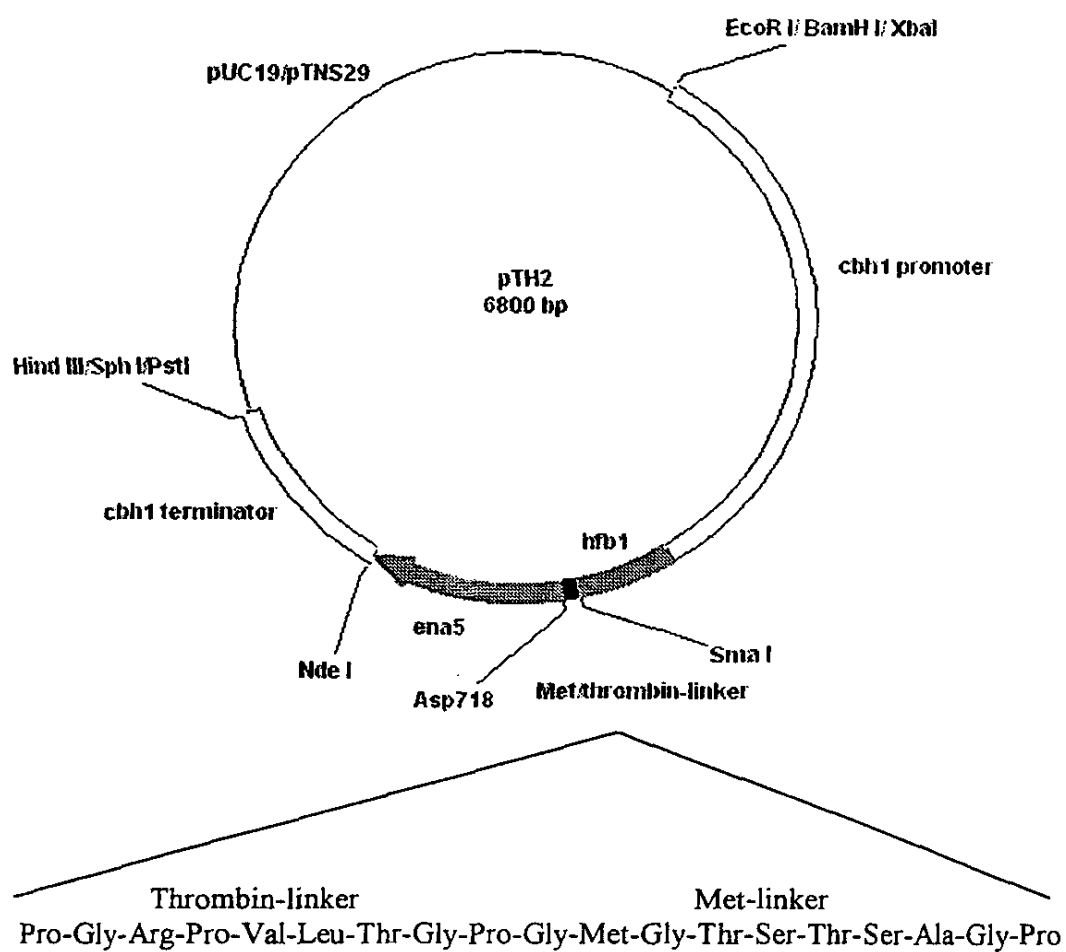 EcoR I/ BamH I/ XbaI
pUC19/pTNS29
cbh1 promoter
pTH2
6800 bp
Hind III/Sph I/PstI
cbh1 terminator
hfb1
ena5
Sma I
Nde I
Asp718
Met/thrombin-linker
Thrombin-linker
Met-linker
Pro-Gly-Arg-Pro-Val-Leu-Thr-Gly-Pro-Gly-Met-Gly-Thr-Ser-Thr-Ser-Ala-Gly-Pro